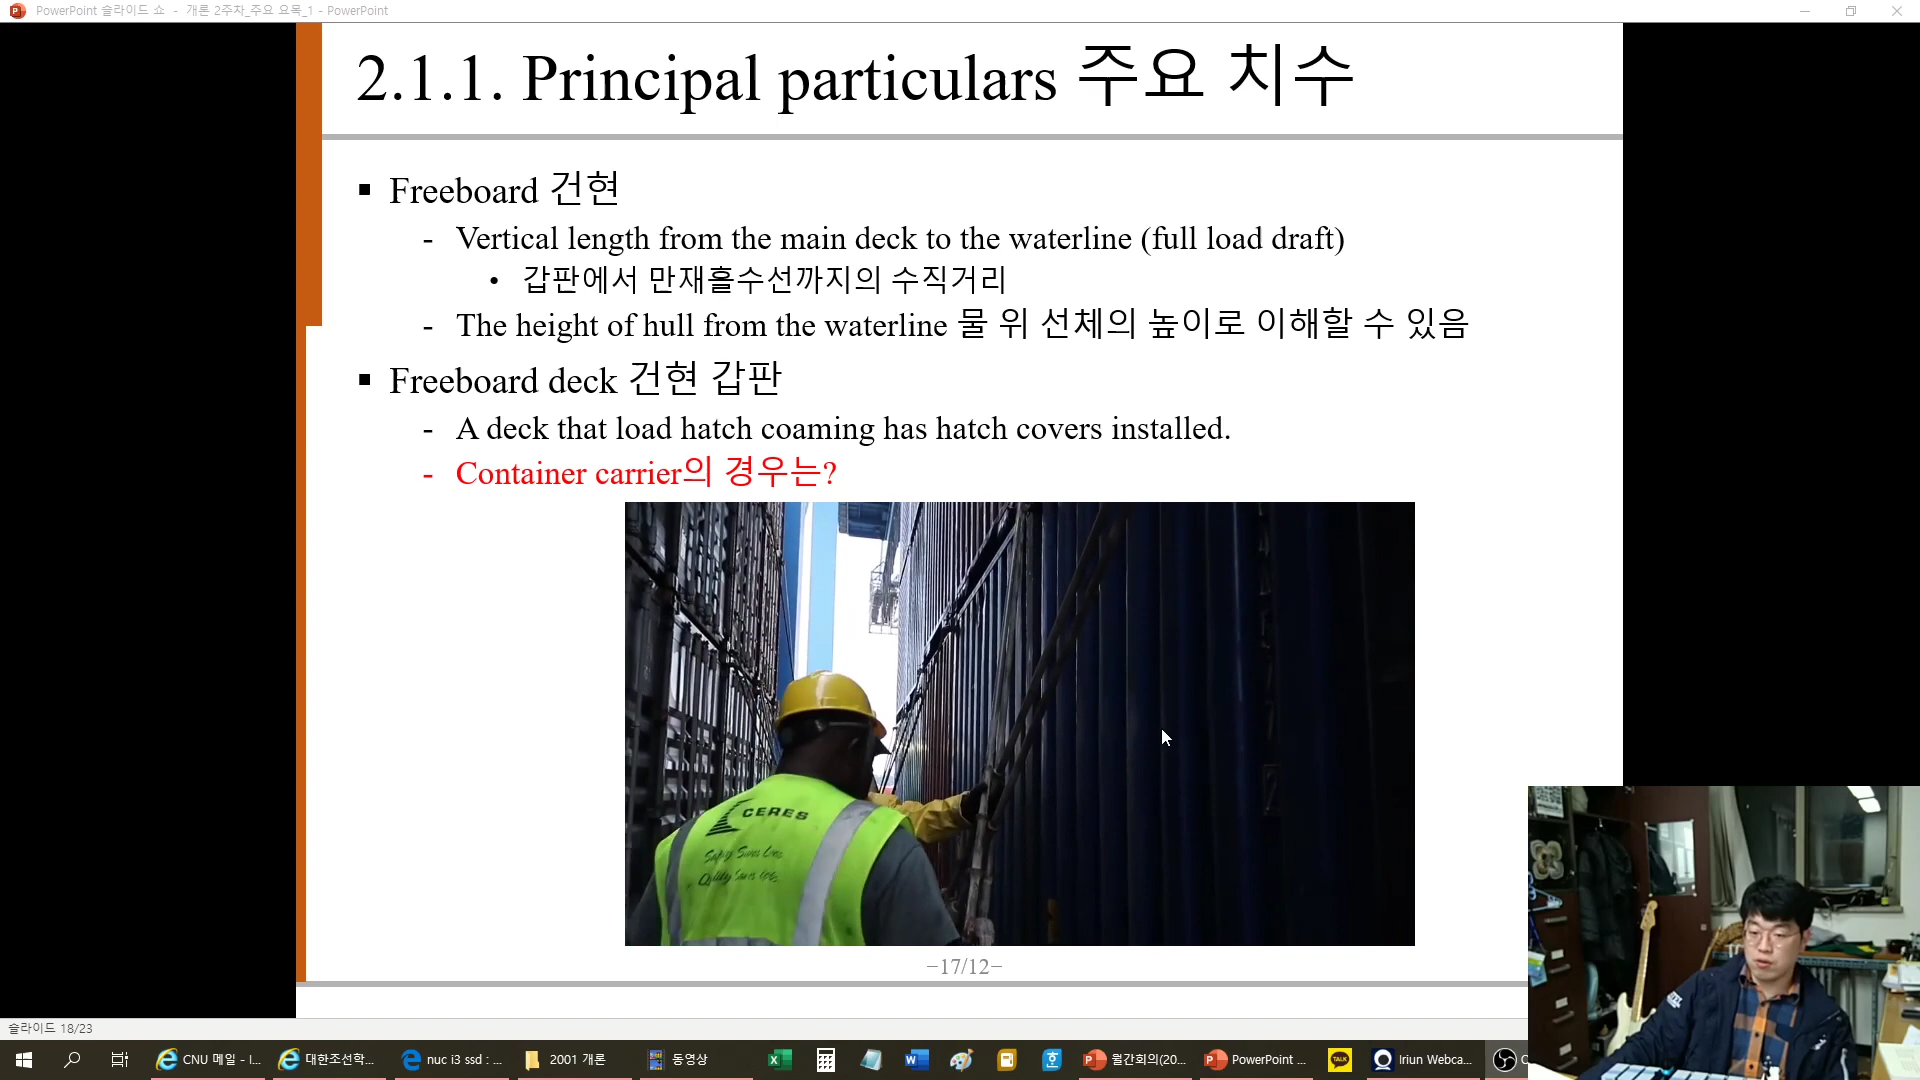 PowerPoint 슬라이드 쇼 - 개론 2주차_주요 요목_1 - PowerPoint
2.1.1. Principal particulars 주요 치수
▪ Freeboard 건현
- Vertical length from the main deck to the waterline (full load draft)
• 갑판에서 만재흘수선까지의 수직거리
- The height of hull from the waterline 물 위 선체의 높이로 이해할 수 있음
▪ Freeboard deck 건현 갑판
- A deck that load hatch coaming has hatch covers installed.
- Container carrier의 경우는?
CERES
−17/12−
슬라이드 18/23
CNU 메일 - I...
대한조선학...
nuc i3 ssd : ...
2001 개론
동영상
월간회의(20...
PowerPoint ...
TALK
Iriun Webca...